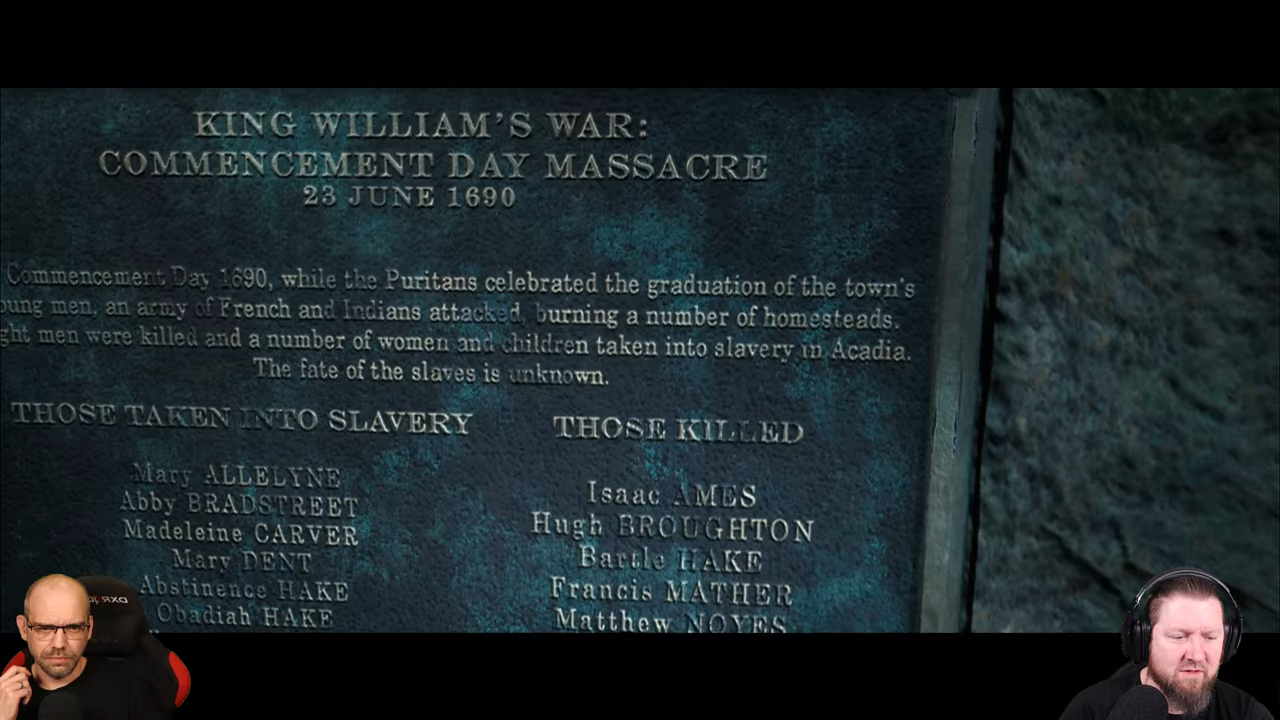 KING WILLIAM'S WAR:
COMMENCEMENT DAY MASSACRE
23 JUNE 1690
Commencement Day 1690, while the Puritans celebrated the graduation of the town's
oung men, an army of French and Indians attacked, burning a number of homesteads.
ght men were killed and a number of women and children taken into slavery in Acadia.
The fate of the slaves is unknown.
THOSE TAKEN INTO SLAVERY
Mary ALLELYNE
Abby BRADSTREET
Madeleine CARVER
Mary DENT
Abstinence HAKE
Obadiah HAKE
THOSE KILLED
Isaac AMES
Hugh BROUGHTON
Bartle HAKE
Francis MATHER
Matthew NOYES